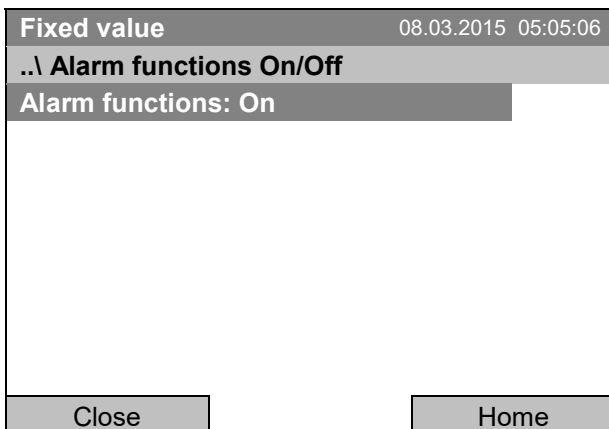 Fixed value 08.03.2015 05:05:06
..\ Alarm functions On/Off
Alarm functions: On
Close Home